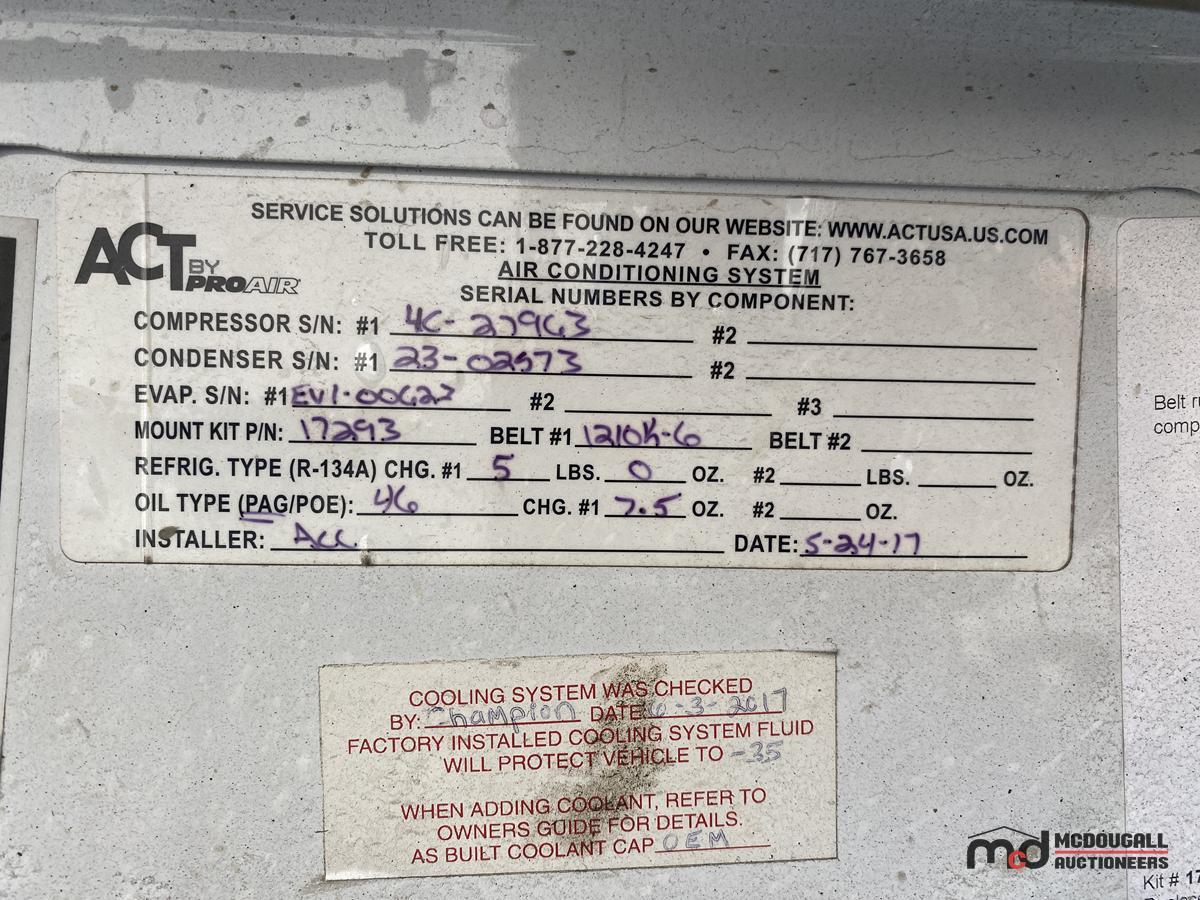 SERVICE SOLUTIONS CAN BE FOUND ON OUR WEBSITE: WWW.ACTUSA.US.COM
TOLL FREE: 1-877-228-4247 • FAX: (717) 767-3658
ACT BY PROAIR
AIR CONDITIONING SYSTEM
SERIAL NUMBERS BY COMPONENT:
COMPRESSOR S/N: #1 #2
CONDENSER S/N: #1 23-02573 #2
EVAP. S/N: #1 #2 #3
MOUNT KIT P/N: 17293 BELT #1 1210K-6 BELT #2
REFRIG. TYPE (R-134A) CHG. #1 5 LBS. 0 OZ. #2 LBS. OZ.
OIL TYPE (PAG/POE): 46 CHG. #1 7.5 OZ. #2 OZ.
INSTALLER: Acc DATE: 5-24-17
COOLING SYSTEM WAS CHECKED
BY: Champion DATE 6-3-2017
FACTORY INSTALLED COOLING SYSTEM FLUID
WILL PROTECT VEHICLE TO -35
WHEN ADDING COOLANT, REFER TO
OWNERS GUIDE FOR DETAILS.
AS BUILT COOLANT CAP OEM
Belt
Kit #
mcd MCDOUGALL
AUCTIONEERS